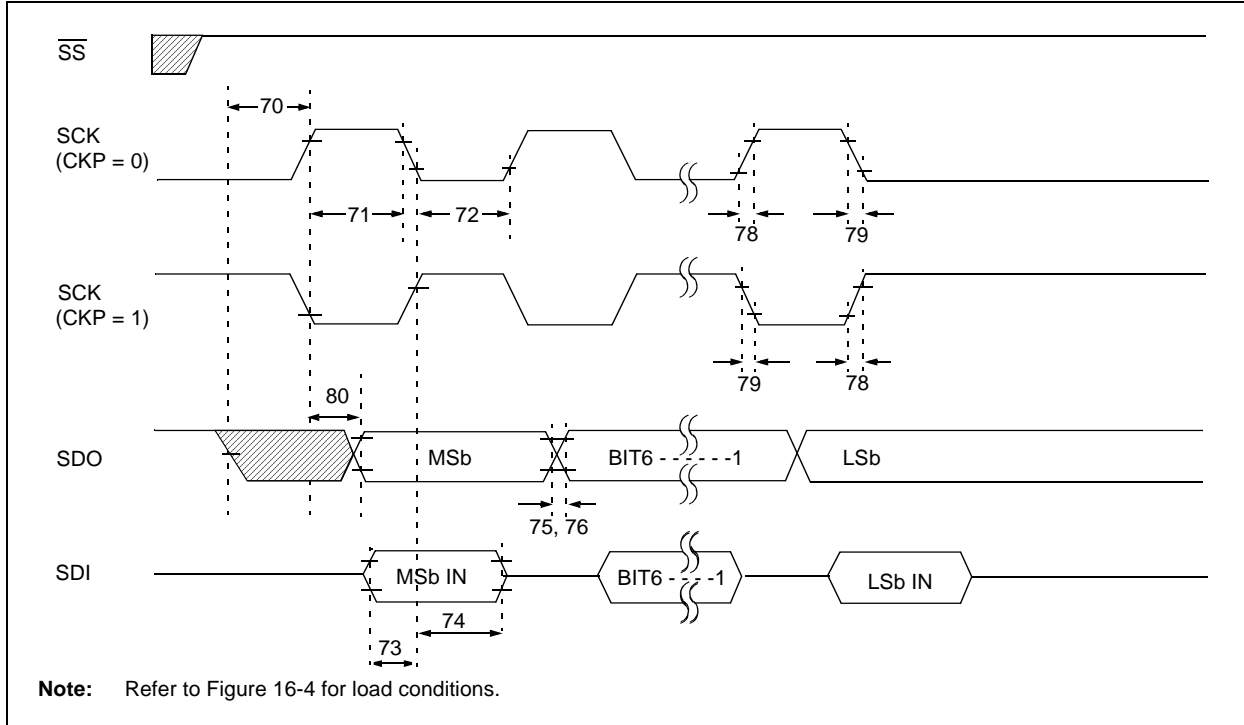 SS
70
SCK
(CKP = 0)
71
72
78
79
SCK
(CKP = 1)
79
78
80
SDO
MSb
BIT6 - - - - - -1
LSb
75, 76
SDI
MSb IN
BIT6 - - - - -1
LSb IN
74
73
Note: Refer to Figure 16-4 for load conditions.